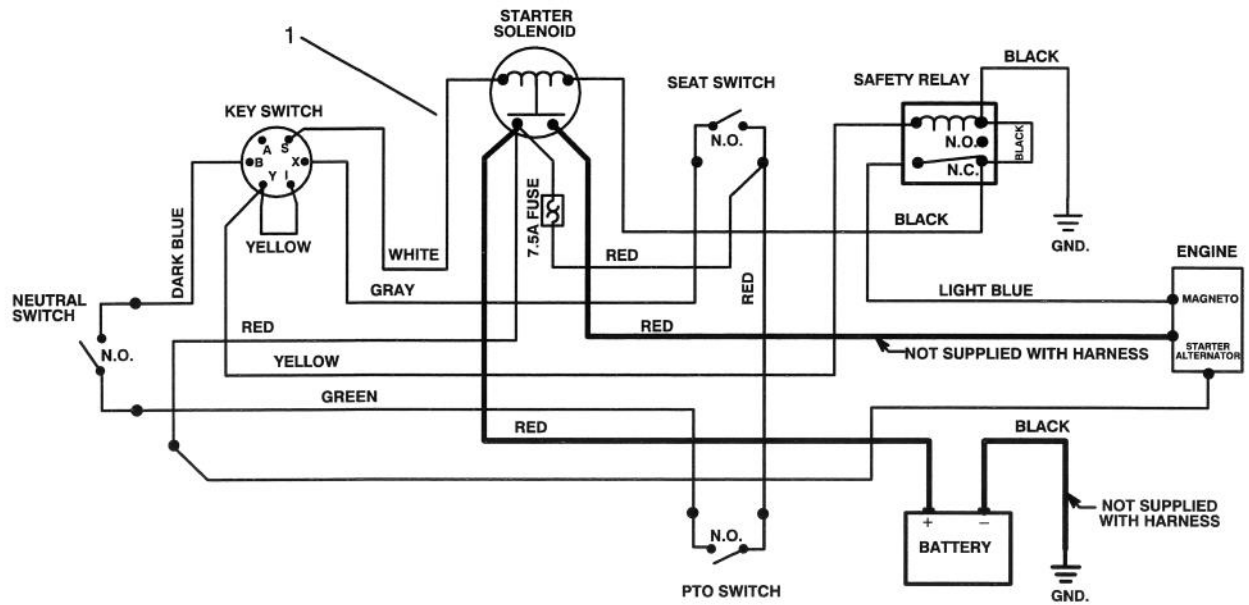 1
STARTER
SOLENOID
BLACK
SEAT SWITCH
SAFETY RELAY
KEY SWITCH
A
S
B
X
Y
I
N.O.
N.O.
N.C.
BLACK
YELLOW
DARK BLUE
WHITE
7.5A FUSE
RED
BLACK
GND.
ENGINE
GRAY
RED
LIGHT BLUE
MAGNETO
NEUTRAL
SWITCH
N.O.
RED
RED
NOT SUPPLIED WITH HARNESS
STARTER
ALTERNATOR
YELLOW
GREEN
RED
BLACK
NOT SUPPLIED
WITH HARNESS
+
−
BATTERY
N.O.
PTO SWITCH
GND.